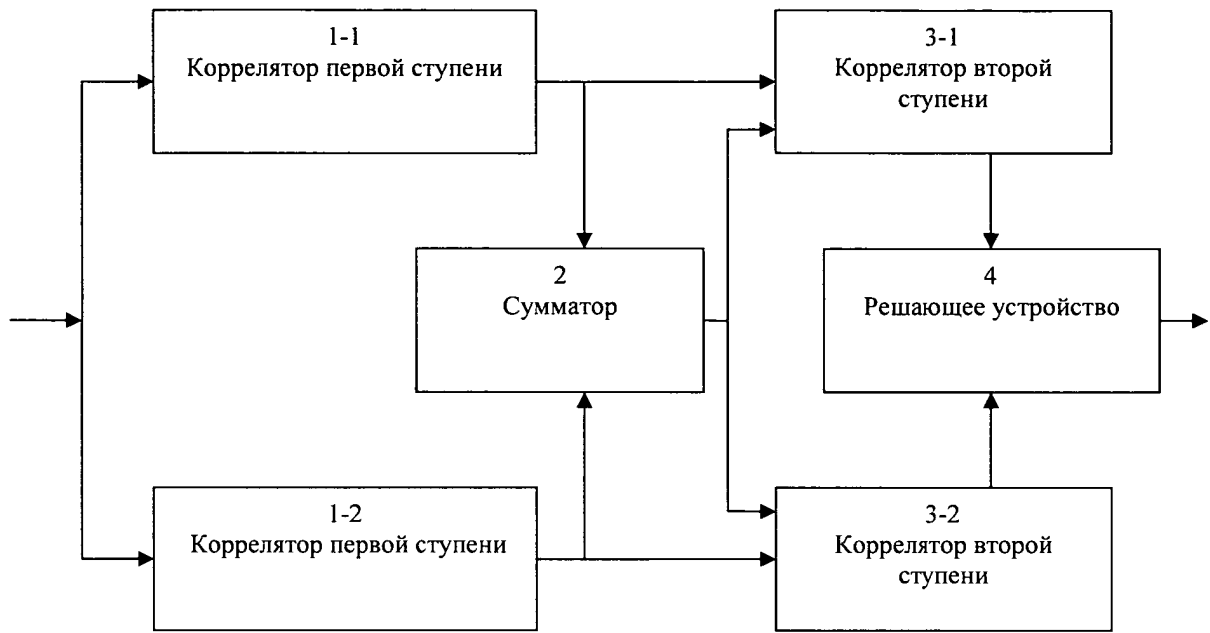 1-1
Коррелятор первой ступени
3-1
Коррелятор второй
ступени
2
Сумматор
4
Решающее устройство
1-2
Коррелятор первой ступени
3-2
Коррелятор второй
ступени